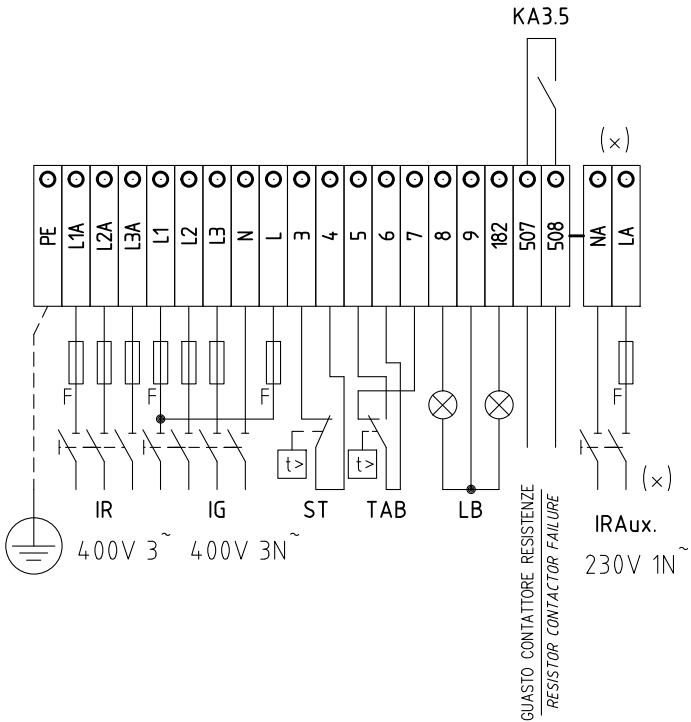 KA3.5
(x)
PE L1A L2A L3A L1 L2 L3 N L 3 4 5 6 7 8 9 182 507 508 NA LA
F F F F
t> t>
(x)
IR IG ST TAB LB IRAux.
400V 3~ 400V 3N~ 230V 1N~
GUASTO CONTATTORE RESISTENZE
RESISTOR CONTACTOR FAILURE